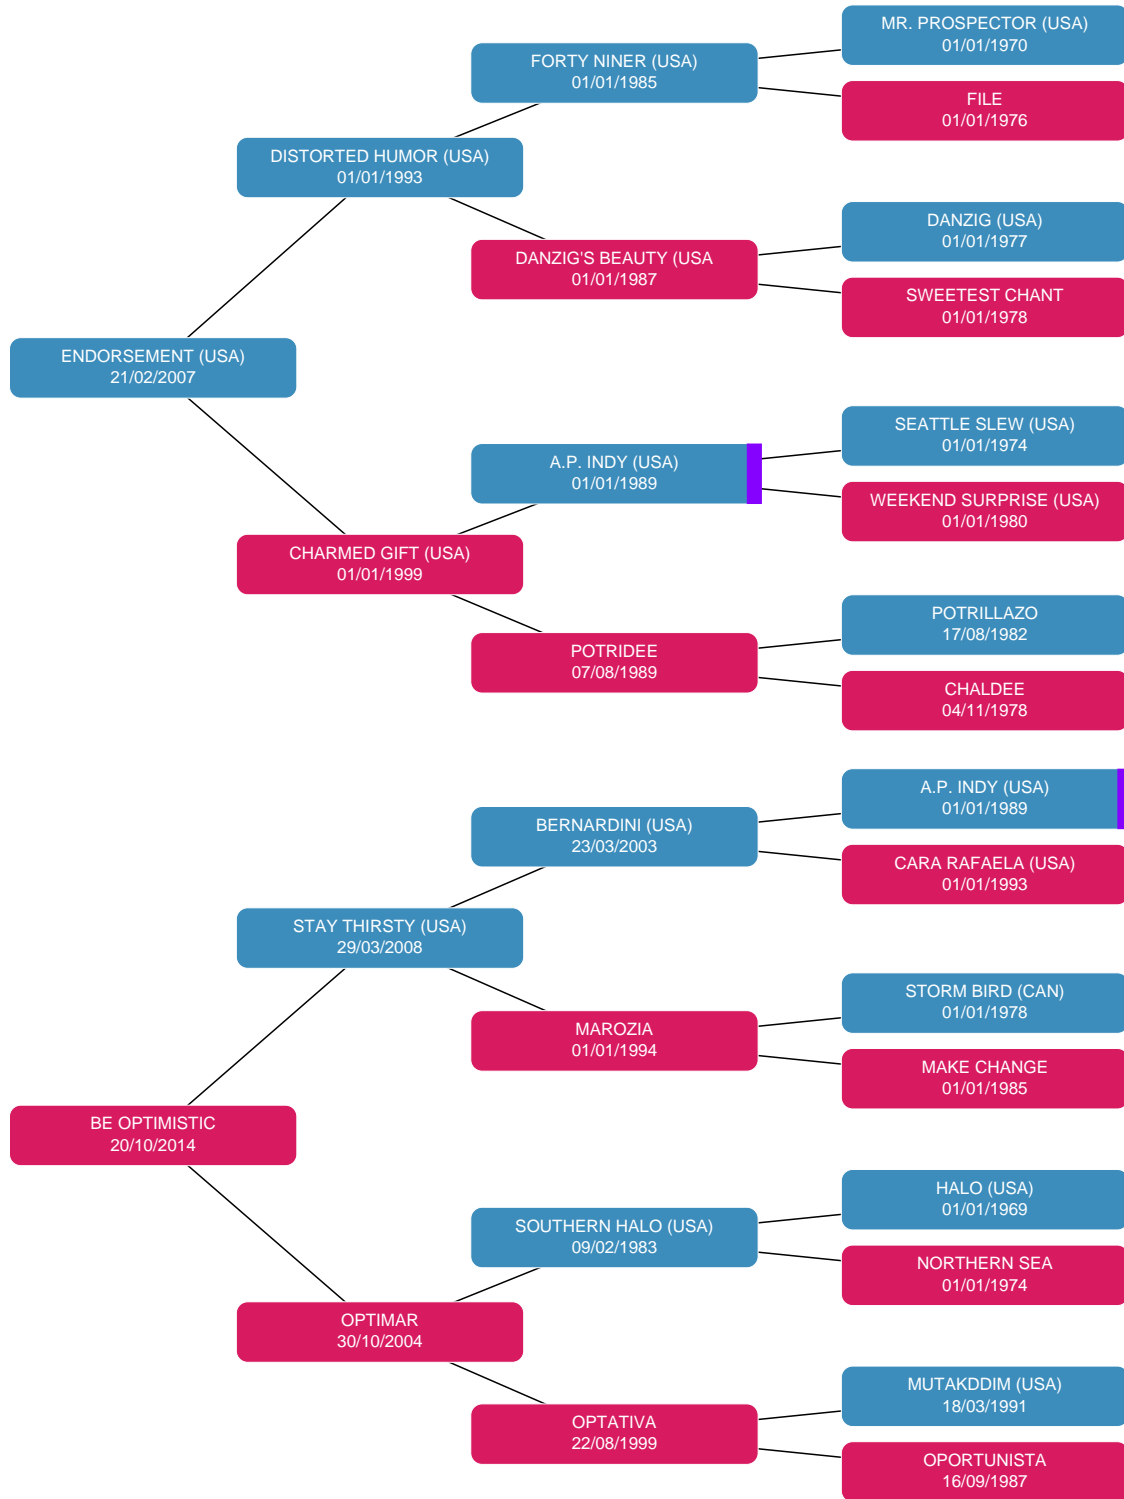 MR. PROSPECTOR (USA)
01/01/1970
FORTY NINER (USA)
01/01/1985
FILE
01/01/1976
DISTORTED HUMOR (USA)
01/01/1993
DANZIG (USA)
01/01/1977
DANZIG'S BEAUTY (USA
01/01/1987
SWEETEST CHANT
01/01/1978
ENDORSEMENT (USA)
21/02/2007
SEATTLE SLEW (USA)
01/01/1974
A.P. INDY (USA)
01/01/1989
WEEKEND SURPRISE (USA)
01/01/1980
CHARMED GIFT (USA)
01/01/1999
POTRILLAZO
17/08/1982
POTRIDEE
07/08/1989
CHALDEE
04/11/1978
A.P. INDY (USA)
01/01/1989
BERNARDINI (USA)
23/03/2003
CARA RAFAELA (USA)
01/01/1993
STAY THIRSTY (USA)
29/03/2008
STORM BIRD (CAN)
01/01/1978
MAROZIA
01/01/1994
MAKE CHANGE
01/01/1985
BE OPTIMISTIC
20/10/2014
HALO (USA)
01/01/1969
SOUTHERN HALO (USA)
09/02/1983
NORTHERN SEA
01/01/1974
OPTIMAR
30/10/2004
MUTAKDDIM (USA)
18/03/1991
OPTATIVA
22/08/1999
OPORTUNISTA
16/09/1987